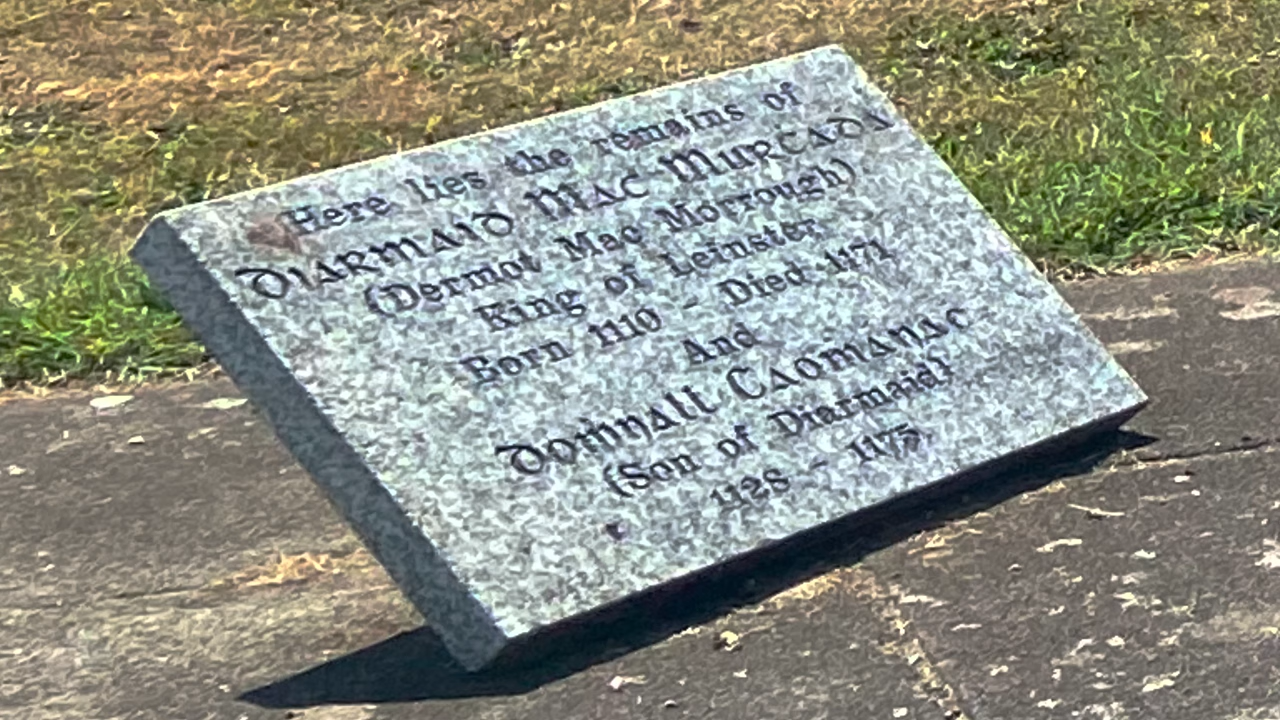 Here lies the remains of
DIARMAID MAC MURCADA
(Dermot Mac Morrough)
King of Leinster
Born 1110 - Died 1171
And
DOMNALL CAOMANAC
(Son of Diarmaid)
1128 - 1175